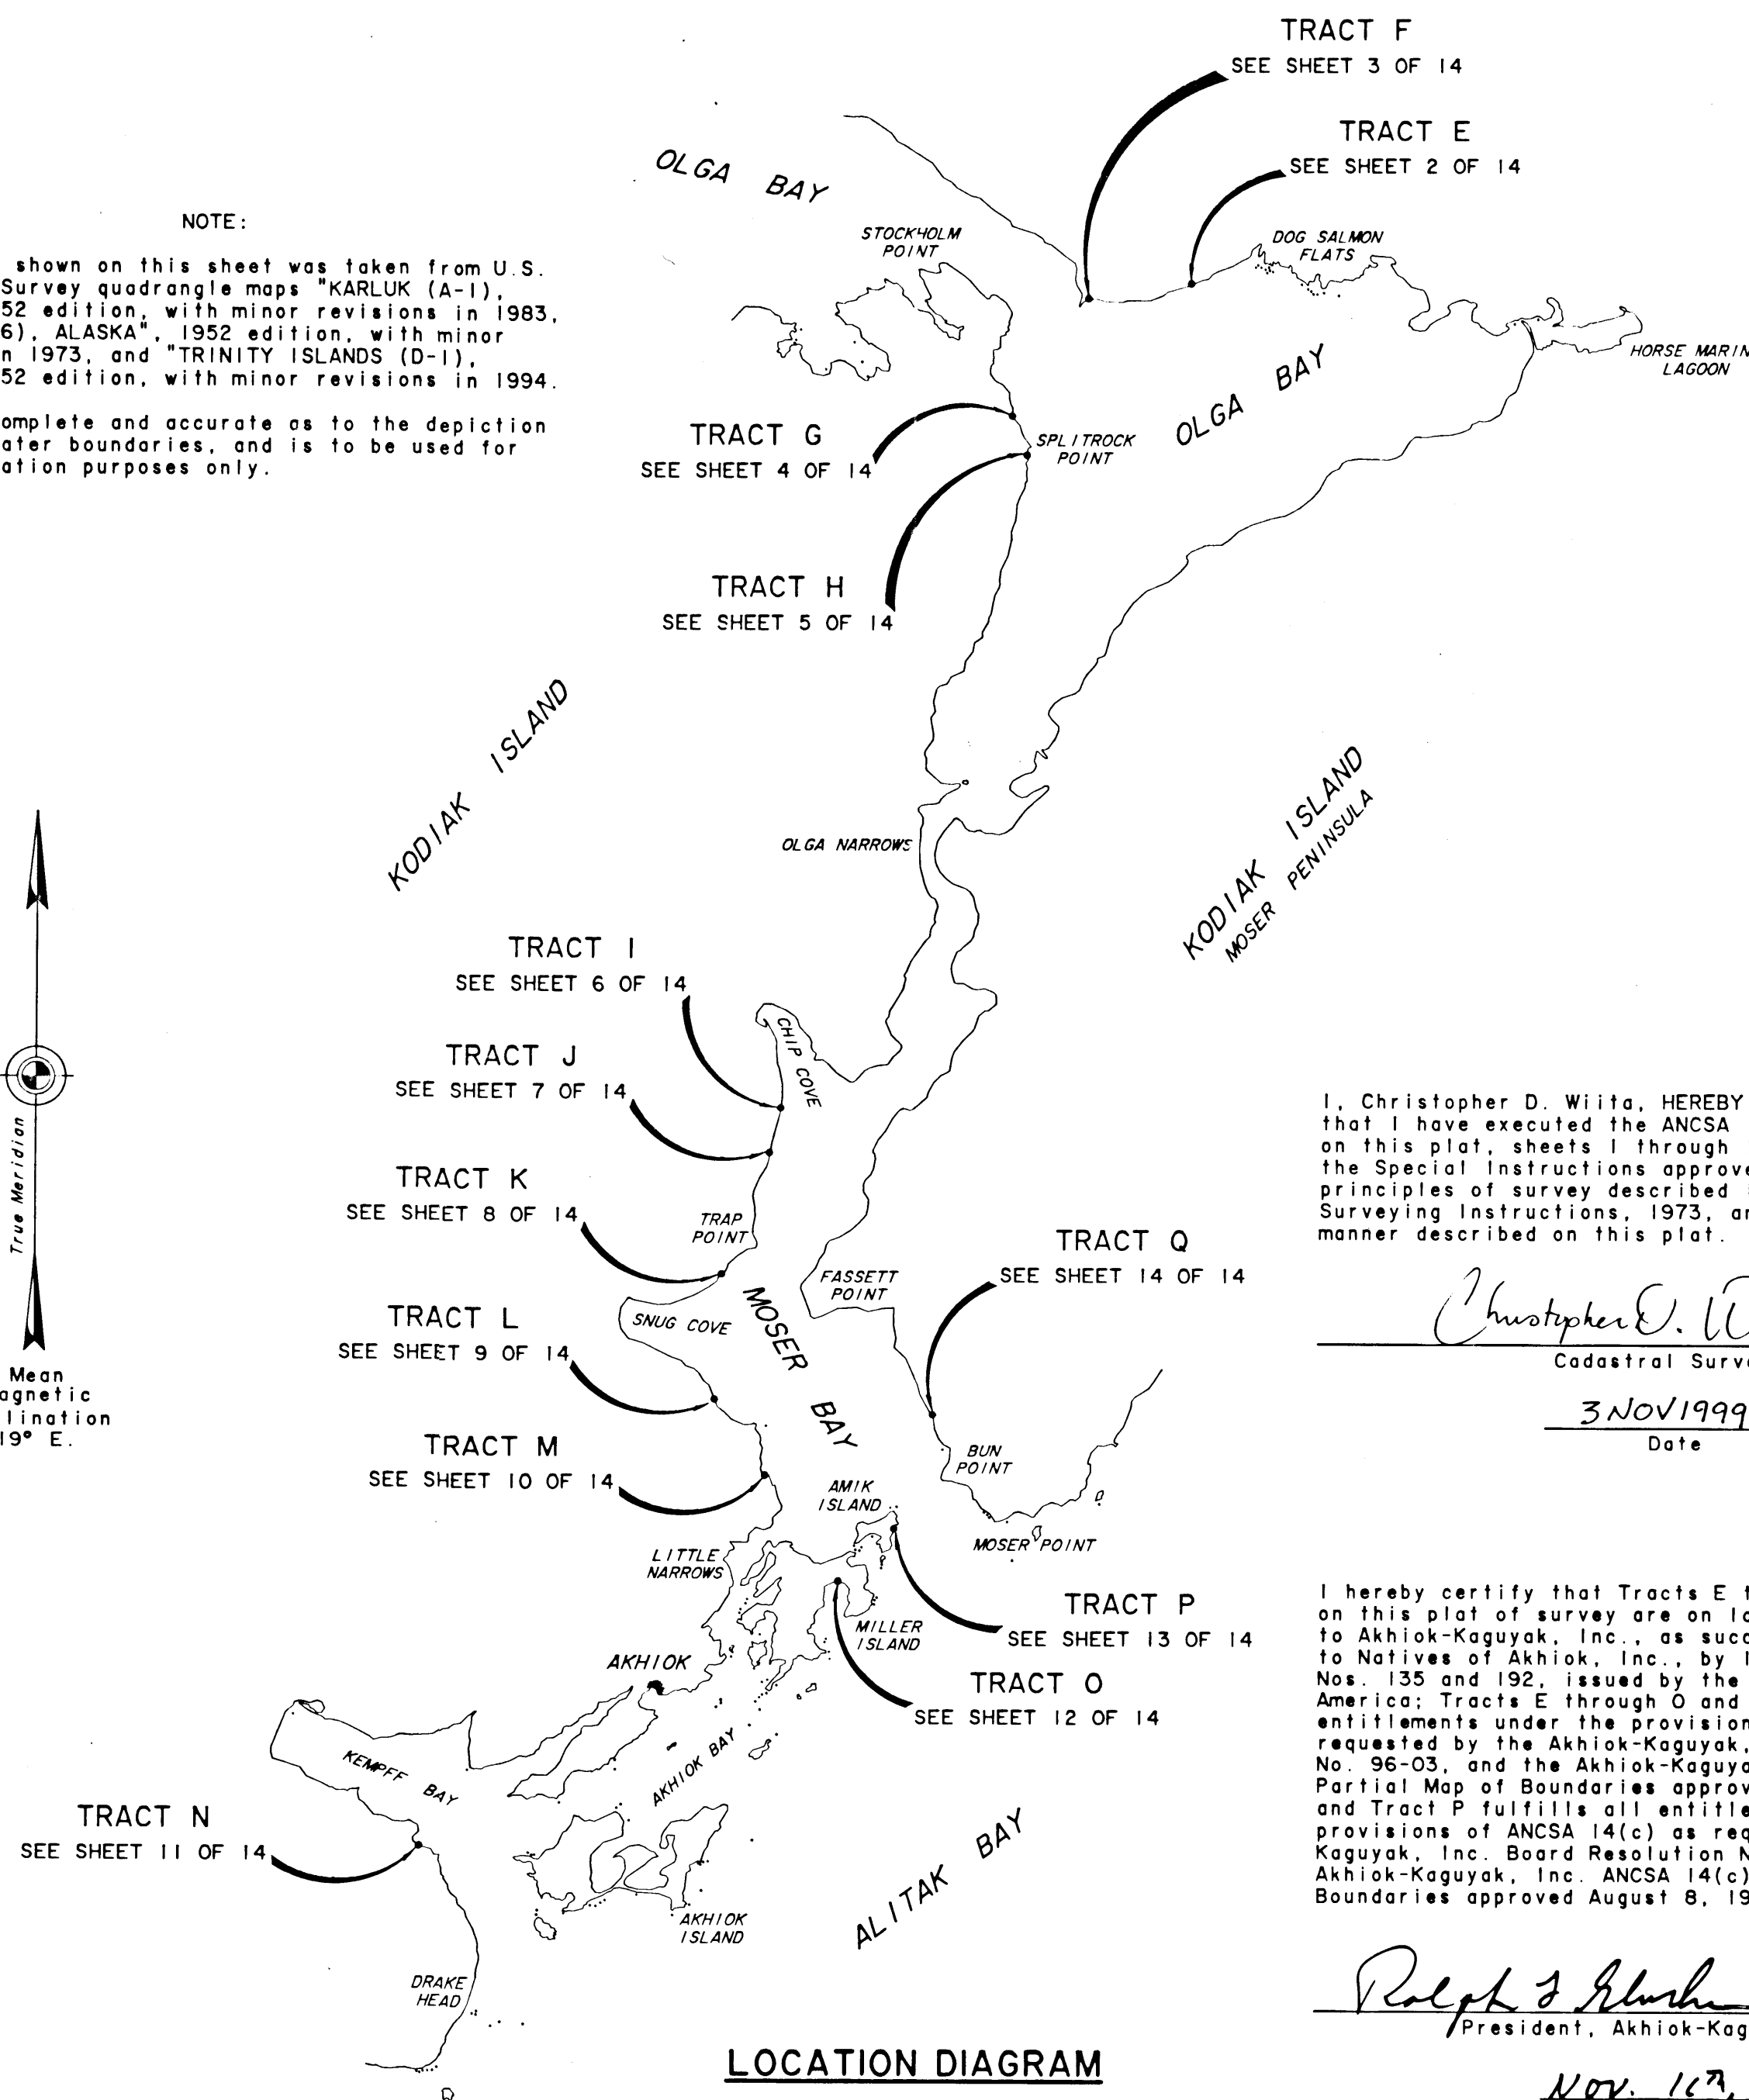 TRACT F
SEE SHEET 3 OF 14
TRACT E
SEE SHEET 2 OF 14
OLGA BAY
NOTE:
shown on this sheet was taken from U.S.
Survey quadrangle maps "KARLUK (A-1),
52 edition, with minor revisions in 1983,
6), ALASKA", 1952 edition, with minor
n 1973, and "TRINITY ISLANDS (D-1),
52 edition, with minor revisions in 1994.
omplete and accurate as to the depiction
ater boundaries, and is to be used for
ation purposes only.
STOCKHOLM
POINT
DOG SALMON
FLATS
HORSE MARIN
LAGOON
OLGA BAY
TRACT G
SEE SHEET 4 OF 14
SPLITROCK
POINT
TRACT H
SEE SHEET 5 OF 14
KODIAK ISLAND
KODIAK ISLAND
MOSER PENINSULA
OLGA NARROWS
TRACT I
SEE SHEET 6 OF 14
CHIP COVE
TRACT J
SEE SHEET 7 OF 14
True Meridian
Mean
agnetic
lination
19° E.
TRACT K
SEE SHEET 8 OF 14
TRAP
POINT
TRACT Q
SEE SHEET 14 OF 14
FASSETT
POINT
TRACT L
SEE SHEET 9 OF 14
SNUG COVE
MOSER BAY
TRACT M
SEE SHEET 10 OF 14
BUN
POINT
AMIK
ISLAND
MOSER POINT
LITTLE
NARROWS
TRACT P
SEE SHEET 13 OF 14
MILLER
ISLAND
AKHIOK
TRACT O
SEE SHEET 12 OF 14
KEMPFF BAY
AKHIOK BAY
TRACT N
SEE SHEET 11 OF 14
ALITAK BAY
AKHIOK
ISLAND
DRAKE
HEAD
LOCATION DIAGRAM
I, Christopher D. Wiita, HEREBY
that I have executed the ANCSA
on this plat, sheets 1 through
the Special Instructions approve
principles of survey described
Surveying Instructions, 1973, an
manner described on this plat.
Christopher D. W
Cadastral Surve
3 NOV 1999
Date
I hereby certify that Tracts E t
on this plat of survey are on la
to Akhiok-Kaguyak, Inc., as succ
to Natives of Akhiok, Inc., by I
Nos. 135 and 192, issued by the
America; Tracts E through O and
entitlements under the provision
requested by the Akhiok-Kaguyak,
No. 96-03, and the Akhiok-Kaguya
Partial Map of Boundaries approv
and Tract P fulfills all entitle
provisions of ANCSA 14(c) as req
Kaguyak, Inc. Board Resolution N
Akhiok-Kaguyak, Inc. ANCSA 14(c)
Boundaries approved August 8, 19
Ralph
President, Akhiok-Kag
Nov. 16th,